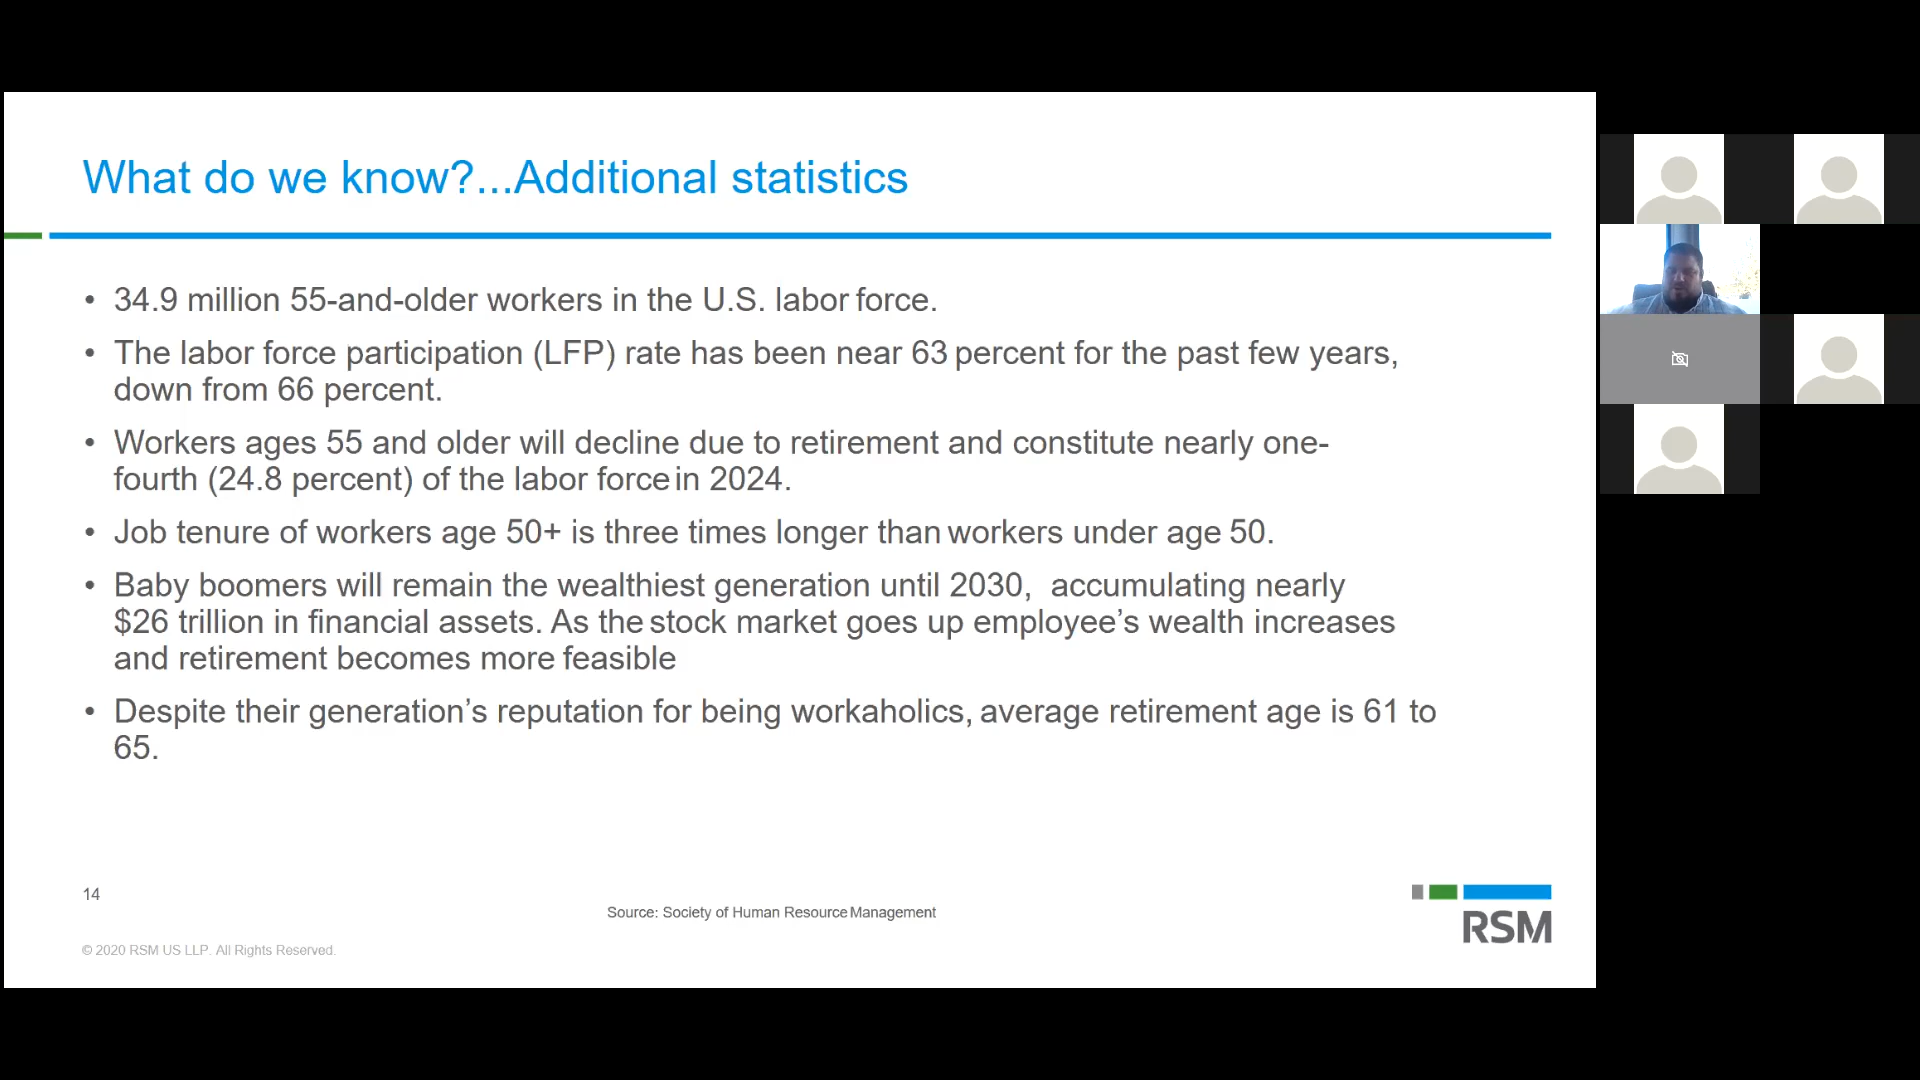 What do we know?...Additional statistics
• 34.9 million 55-and-older workers in the U.S. labor force.
• The labor force participation (LFP) rate has been near 63 percent for the past few years,
down from 66 percent.
• Workers ages 55 and older will decline due to retirement and constitute nearly one-
fourth (24.8 percent) of the labor force in 2024.
• Job tenure of workers age 50+ is three times longer than workers under age 50.
• Baby boomers will remain the wealthiest generation until 2030,  accumulating nearly
$26 trillion in financial assets. As the stock market goes up employee’s wealth increases
and retirement becomes more feasible
• Despite their generation’s reputation for being workaholics, average retirement age is 61 to
65.
14
Source: Society of Human Resource Management
RSM
© 2020 RSM US LLP. All Rights Reserved.